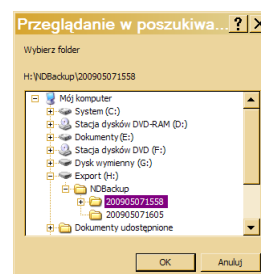 Przeglądanie w poszukiwa...
Wybierz folder
H:\NDBackup\200905071558
Mój komputer
System (C:)
Stacja dysków DVD-RAM (D:)
Dokumenty (E:)
Stacja dysków DVD (F:)
Dysk wymienny (G:)
Export (H:)
NDBackup
200905071558
200905071605
Dokumenty udostępnione
OK Anuluj